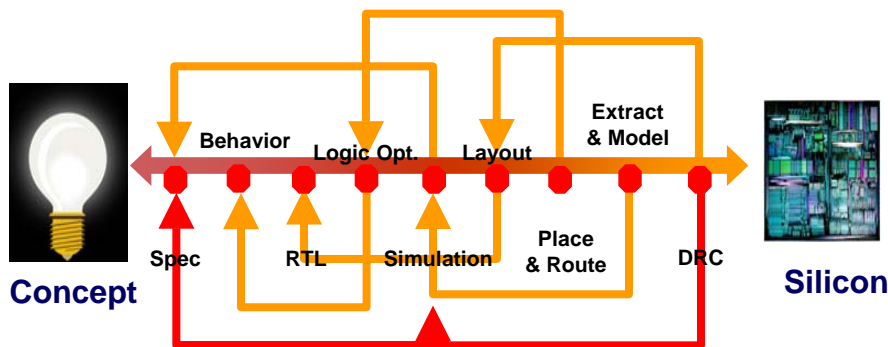 Behavior
Logic Opt.
Layout
Extract
& Model
Spec
RTL
Simulation
Place
& Route
DRC
Concept
Silicon